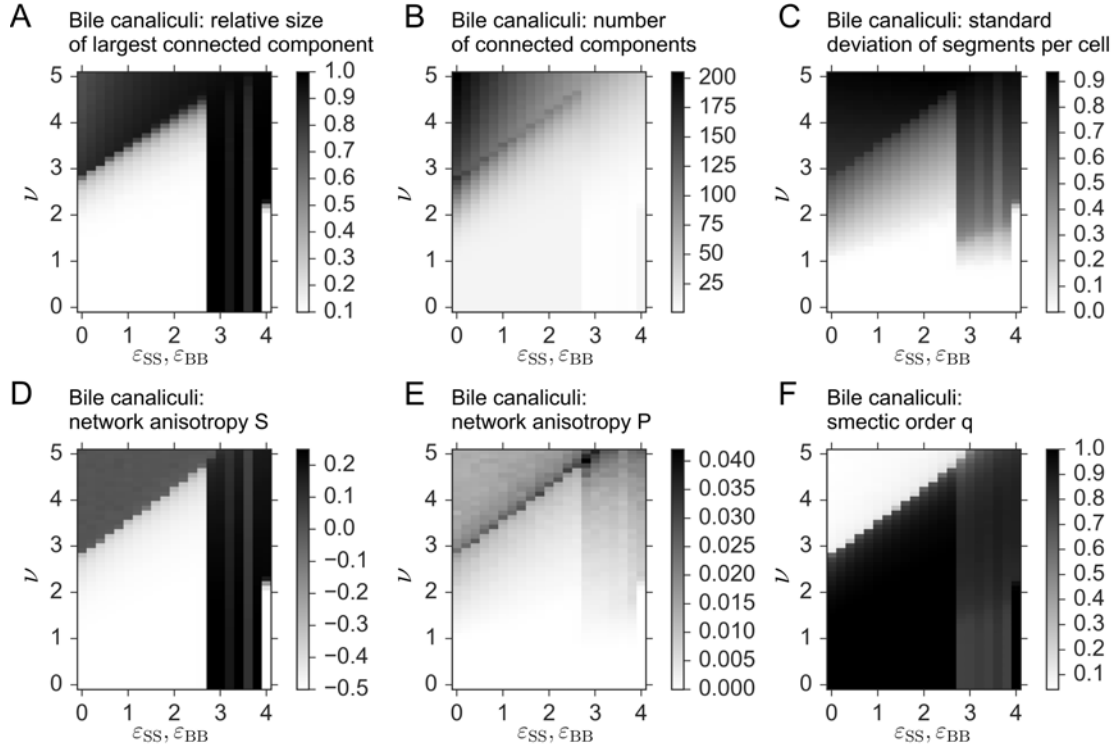 A
Bile canaliculi: relative size
of largest connected component
5
4
3
2
1
0
ν
0 1 2 3 4
εSS, εBB
1.0
0.9
0.8
0.7
0.6
0.5
0.4
0.3
0.2
0.1
B
Bile canaliculi: number
of connected components
5
4
3
2
1
0
ν
0 1 2 3 4
εSS, εBB
200
175
150
125
100
75
50
25
C
Bile canaliculi: standard
deviation of segments per cell
5
4
3
2
1
0
ν
0 1 2 3 4
εSS, εBB
0.9
0.8
0.7
0.6
0.5
0.4
0.3
0.2
0.1
0.0
D
Bile canaliculi:
network anisotropy S
5
4
3
2
1
0
ν
0 1 2 3 4
εSS, εBB
0.2
0.1
0.0
−0.1
−0.2
−0.3
−0.4
−0.5
E
Bile canaliculi:
network anisotropy P
5
4
3
2
1
0
ν
0 1 2 3 4
εSS, εBB
0.040
0.035
0.030
0.025
0.020
0.015
0.010
0.005
0.000
F
Bile canaliculi:
smectic order q
5
4
3
2
1
0
ν
0 1 2 3 4
εSS, εBB
1.0
0.9
0.8
0.7
0.6
0.5
0.4
0.3
0.2
0.1